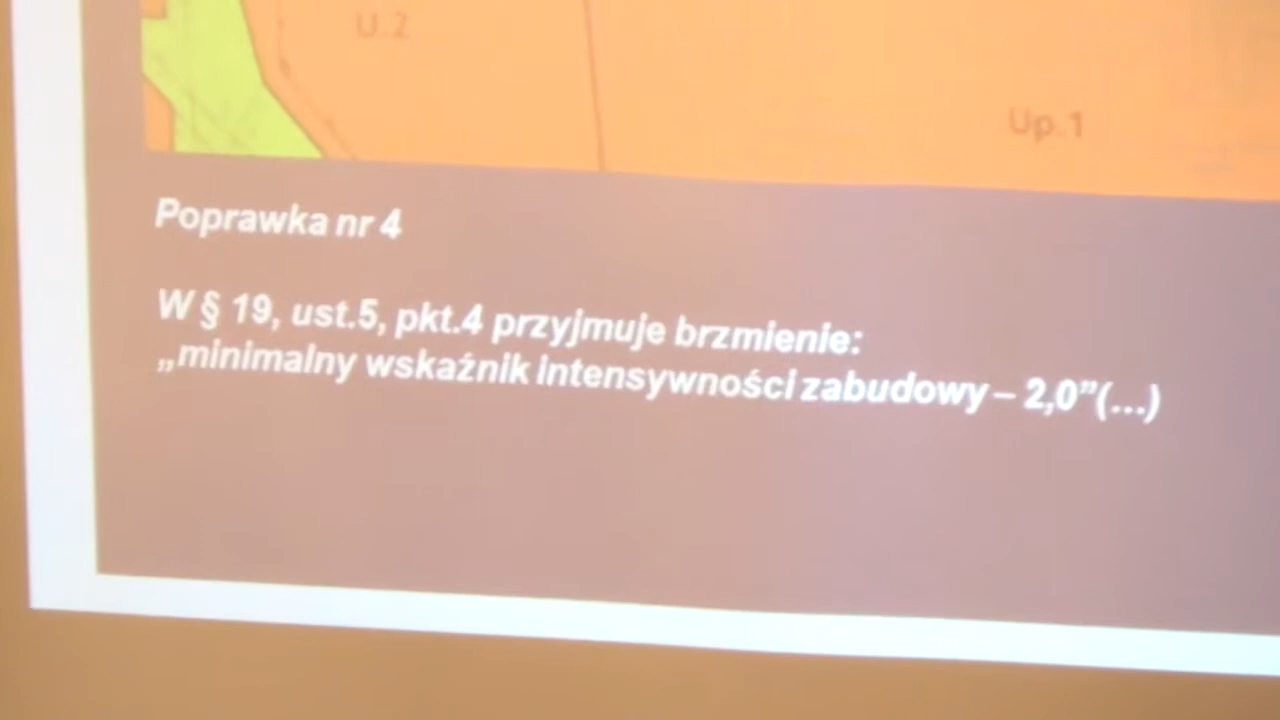 U.2
Up.1
Poprawka nr 4
W § 19, ust.5, pkt.4 przyjmuje brzmienie:
„minimalny wskaźnik intensywności zabudowy – 2,0”(...)